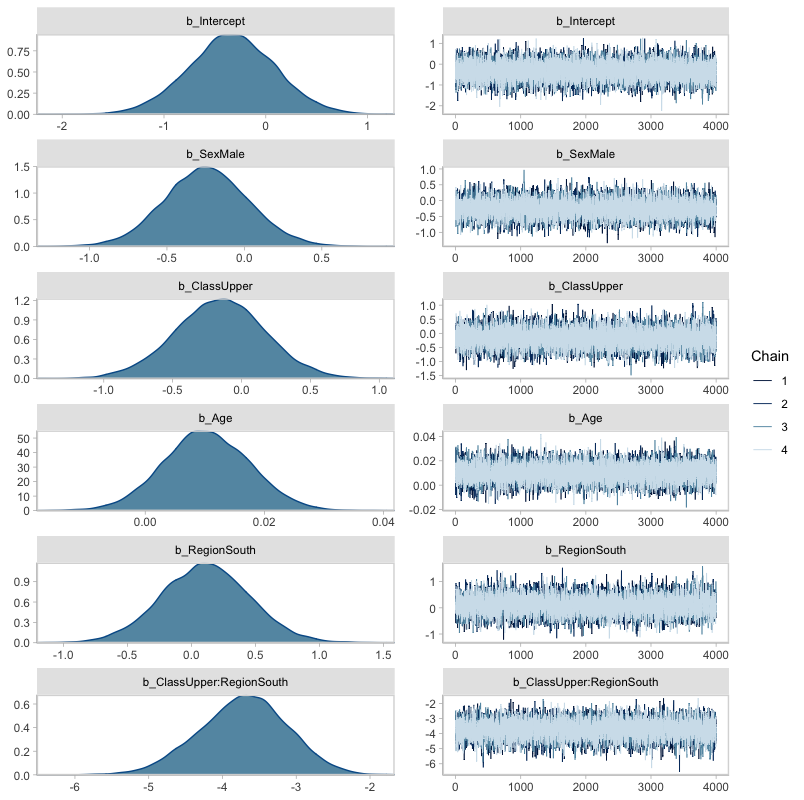 b_Intercept
0.75
0.50
0.25
0.00
-2 -1 0 1
b_Intercept
1
0
-1
-2
0 1000 2000 3000 4000
b_SexMale
1.5
1.0
0.5
0.0
-1.0 -0.5 0.0 0.5
b_SexMale
1.0
0.5
0.0
-0.5
-1.0
0 1000 2000 3000 4000
b_ClassUpper
1.2
0.9
0.6
0.3
0.0
-1.0 -0.5 0.0 0.5 1.0
b_ClassUpper
1.0
0.5
0.0
-0.5
-1.0
-1.5
0 1000 2000 3000 4000
b_Age
50
40
30
20
10
0
0.00 0.02 0.04
b_Age
0.04
0.02
0.00
-0.02
0 1000 2000 3000 4000
b_RegionSouth
0.9
0.6
0.3
0.0
-1.0 -0.5 0.0 0.5 1.0 1.5
b_RegionSouth
1
0
-1
0 1000 2000 3000 4000
b_ClassUpper:RegionSouth
0.6
0.4
0.2
0.0
-6 -5 -4 -3 -2
b_ClassUpper:RegionSouth
-2
-3
-4
-5
-6
0 1000 2000 3000 4000
Chain
1
2
3
4